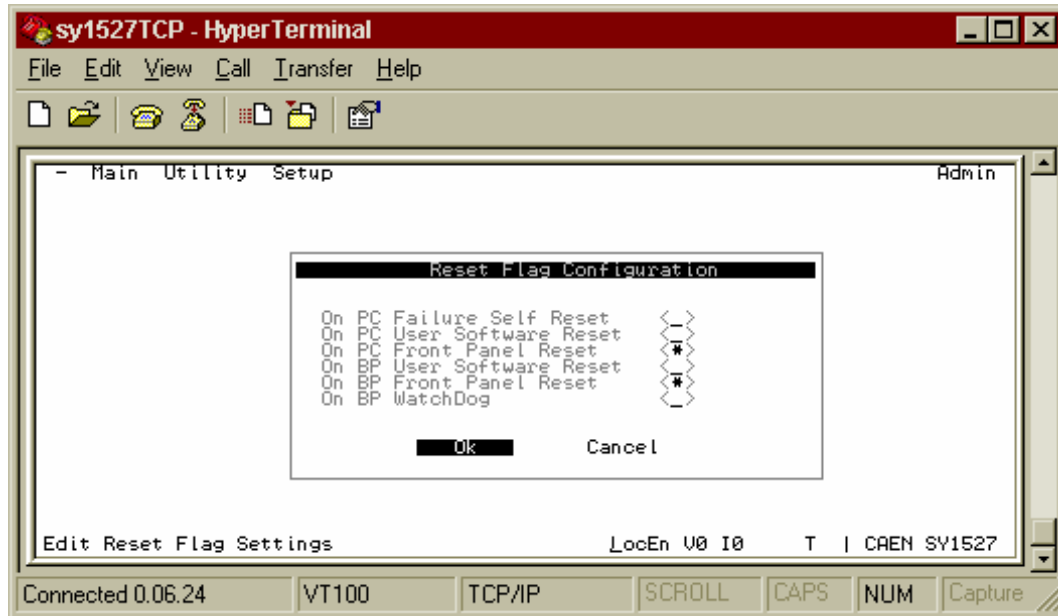 sy1527TCP - HyperTerminal
File Edit View Call Transfer Help
- Main Utility Setup Admin
Reset Flag Configuration
On PC Failure Self Reset <_>
On PC User Software Reset <_>
On PC Front Panel Reset <*>
On BP User Software Reset <_>
On BP Front Panel Reset <*>
On BP WatchDog <_>
Ok Cancel
Edit Reset Flag Settings LocEn V0 I0 T | CAEN SY1527
Connected 0.06.24 VT100 TCP/IP SCROLL CAPS NUM Capture